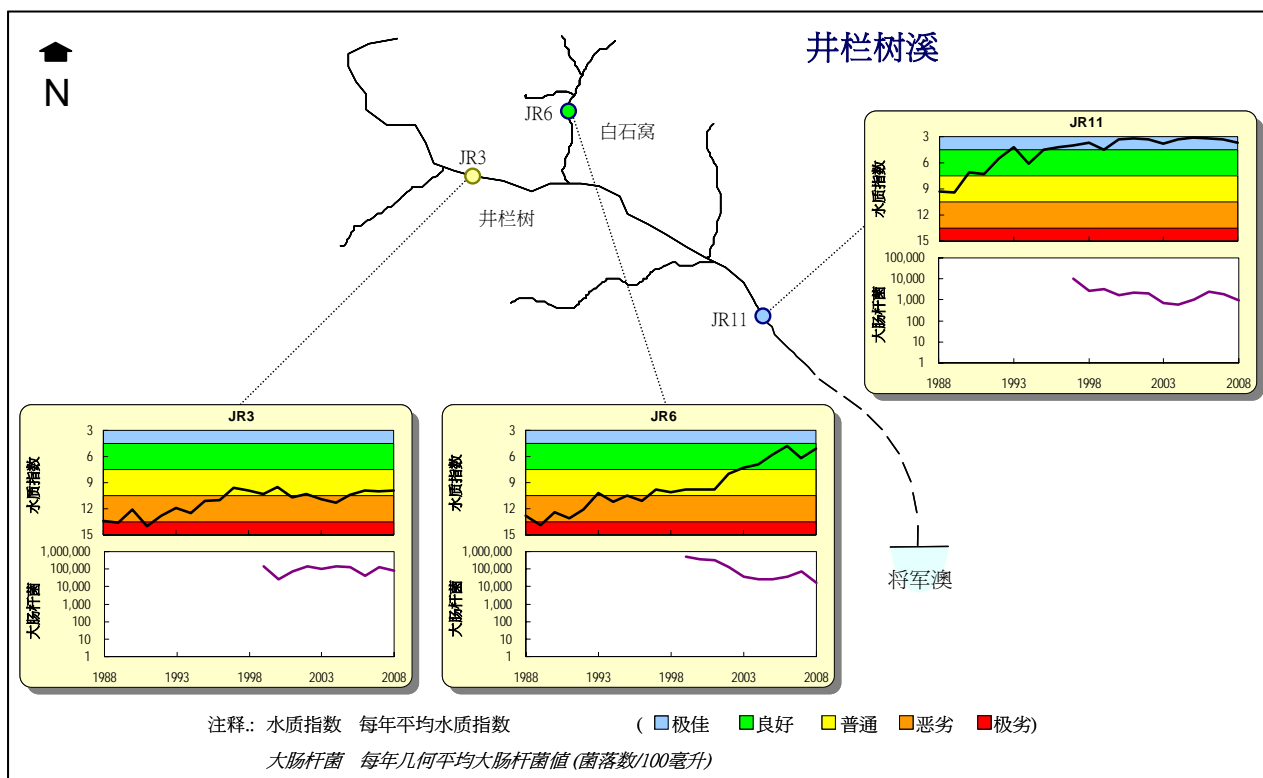 井栏树溪
N
JR6
白石窝
JR3
井栏树
JR11
将军澳
JR11
水质指数
3
6
9
12
15
大肠杆菌
100,000
10,000
1,000
100
10
1
1988 1993 1998 2003 2008
JR3
水质指数
3
6
9
12
15
大肠杆菌
1,000,000
100,000
10,000
1,000
100
10
1
1988 1993 1998 2003 2008
JR6
水质指数
3
6
9
12
15
大肠杆菌
1,000,000
100,000
10,000
1,000
100
10
1
1988 1993 1998 2003 2008
注释.: 水质指数 每年平均水质指数 ( 极佳 良好 普通 恶劣 极劣)
大肠杆菌 每年几何平均大肠杆菌值 (菌落数/100毫升)